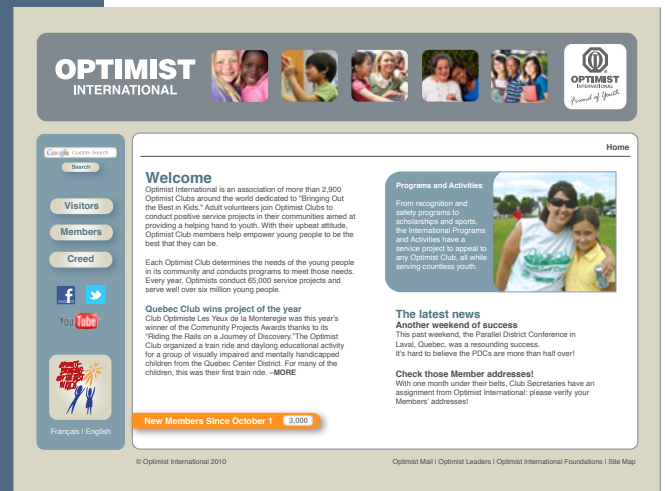 OPTIMIST
INTERNATIONAL
OPTIMIST
INTERNATIONAL
Friend of Youth
Google Custom Search
Search
Visitors
Members
Creed
You Tube
OPTIMISTS
BRINGING
OUT THE BEST
IN KIDS
Français | English
Home
Welcome
Optimist International is an association of more than 2,900
Optimist Clubs around the world dedicated to "Bringing Out
the Best in Kids." Adult volunteers join Optimist Clubs to
conduct positive service projects in their communities aimed at
providing a helping hand to youth. With their upbeat attitude,
Optimist Club members help empower young people to be the
best that they can be.
Each Optimist Club determines the needs of the young people
in its community and conducts programs to meet those needs.
Every year, Optimists conduct 65,000 service projects and
serve well over six million young people.
Quebec Club wins project of the year
Club Optimiste Les Yeux de la Monteregie was this year's
winner of the Community Projects Awards thanks to its
"Riding the Rails on a Journey of Discovery."The Optimist
Club organized a train ride and daylong educational activity
for a group of visually impaired and mentally handicapped
children from the Quebec Center District. For many of the
children, this was their first train ride. –MORE
New Members Since October 1 3,000
Programs and Activities
From recognition and
safety programs to
scholarships and sports,
the International Programs
and Activities have a
service project to appeal to
any Optimist Club, all while
serving countless youth.
The latest news
Another weekend of success
This past weekend, the Parallel District Conference in
Laval, Quebec, was a resounding success.
It's hard to believe the PDCs are more than half over!
Check those Member addresses!
With one month under their belts, Club Secretaries have an
assignment from Optimist International: please verify your
Members' addresses!
© Optimist International 2010
Optimist Mail | Optimist Leaders | Optimist International Foundations | Site Map